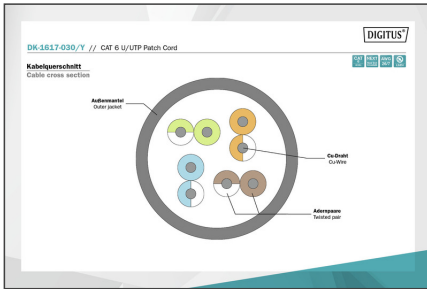 DIGITUS®
DK-1617-030/Y // CAT 6 U/UTP Patch Cord
Kabelquerschnitt
Cable cross section
Außenmantel
Outer jacket
Cu-Draht
Cu-Wire
Adernpaare
Twisted pair